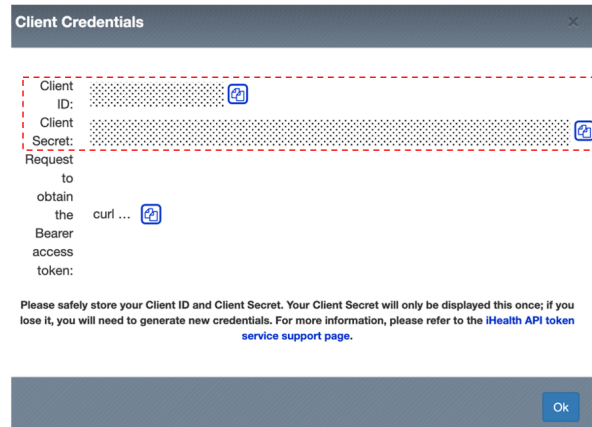 Client Credentials ×
Client
ID:
Client
Secret:
Request
to
obtain
the
curl ...
Bearer
access
token:
Please safely store your Client ID and Client Secret. Your Client Secret will only be displayed this once; if you
lose it, you will need to generate new credentials. For more information, please refer to the iHealth API token
service support page.
Ok